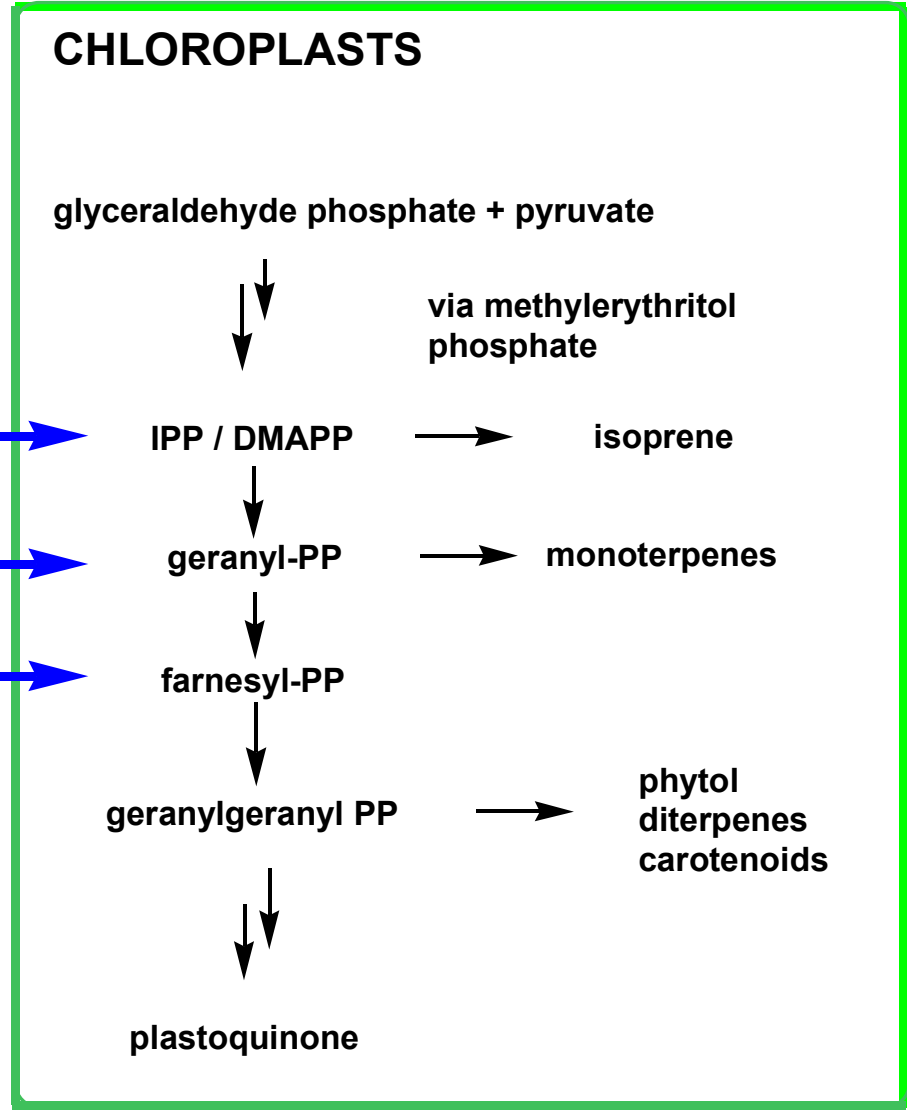 CHLOROPLASTS
glyceraldehyde phosphate + pyruvate
via methylerythritol
phosphate
IPP / DMAPP
isoprene
geranyl-PP
monoterpenes
farnesyl-PP
geranylgeranyl PP
phytol
diterpenes
carotenoids
plastoquinone